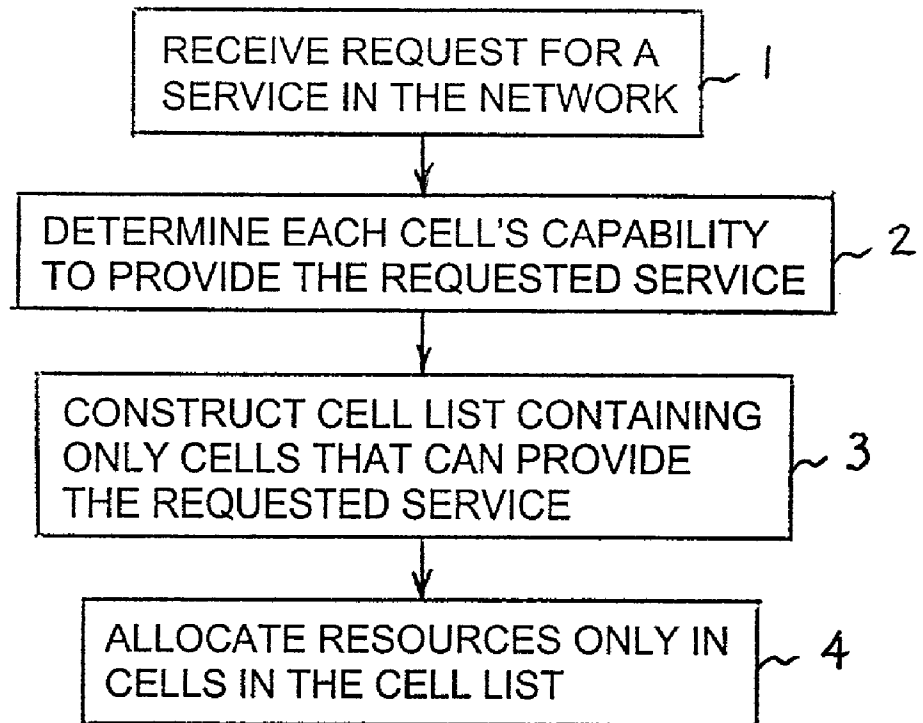 RECEIVE REQUEST FOR A
SERVICE IN THE NETWORK
1
DETERMINE EACH CELL'S CAPABILITY
TO PROVIDE THE REQUESTED SERVICE
2
CONSTRUCT CELL LIST CONTAINING
ONLY CELLS THAT CAN PROVIDE
THE REQUESTED SERVICE
3
ALLOCATE RESOURCES ONLY IN
CELLS IN THE CELL LIST
4